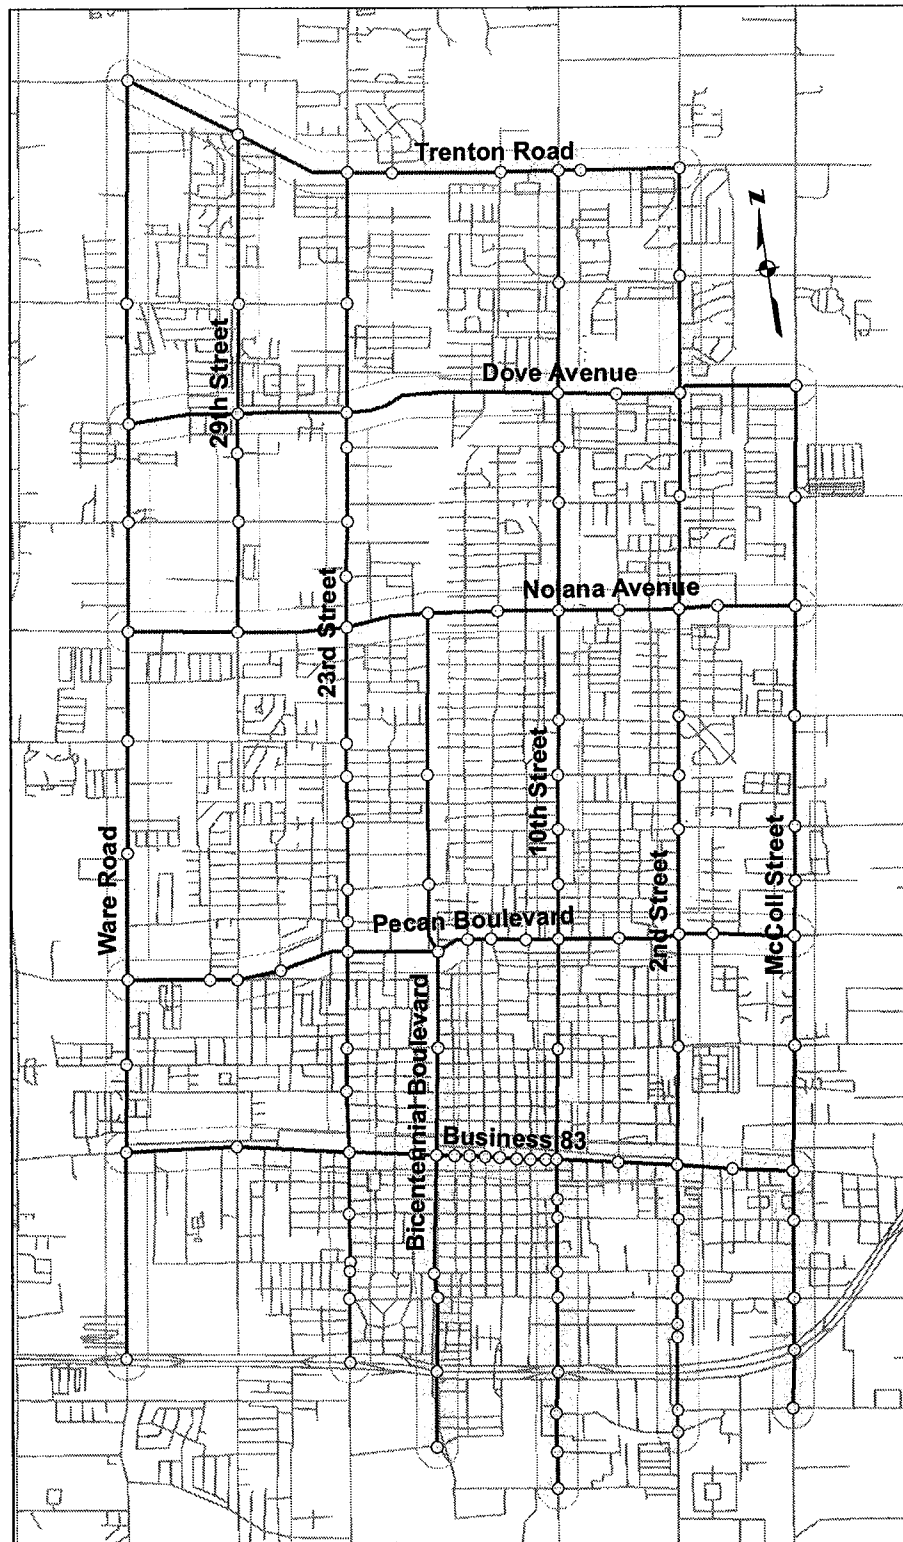 Trenton Road
N
Dove Avenue
29th Street
Nolana Avenue
23rd Street
10th Street
Ware Road
2nd Street
McColl Street
Pecan Boulevard
Bicentennial Boulevard
Business 83